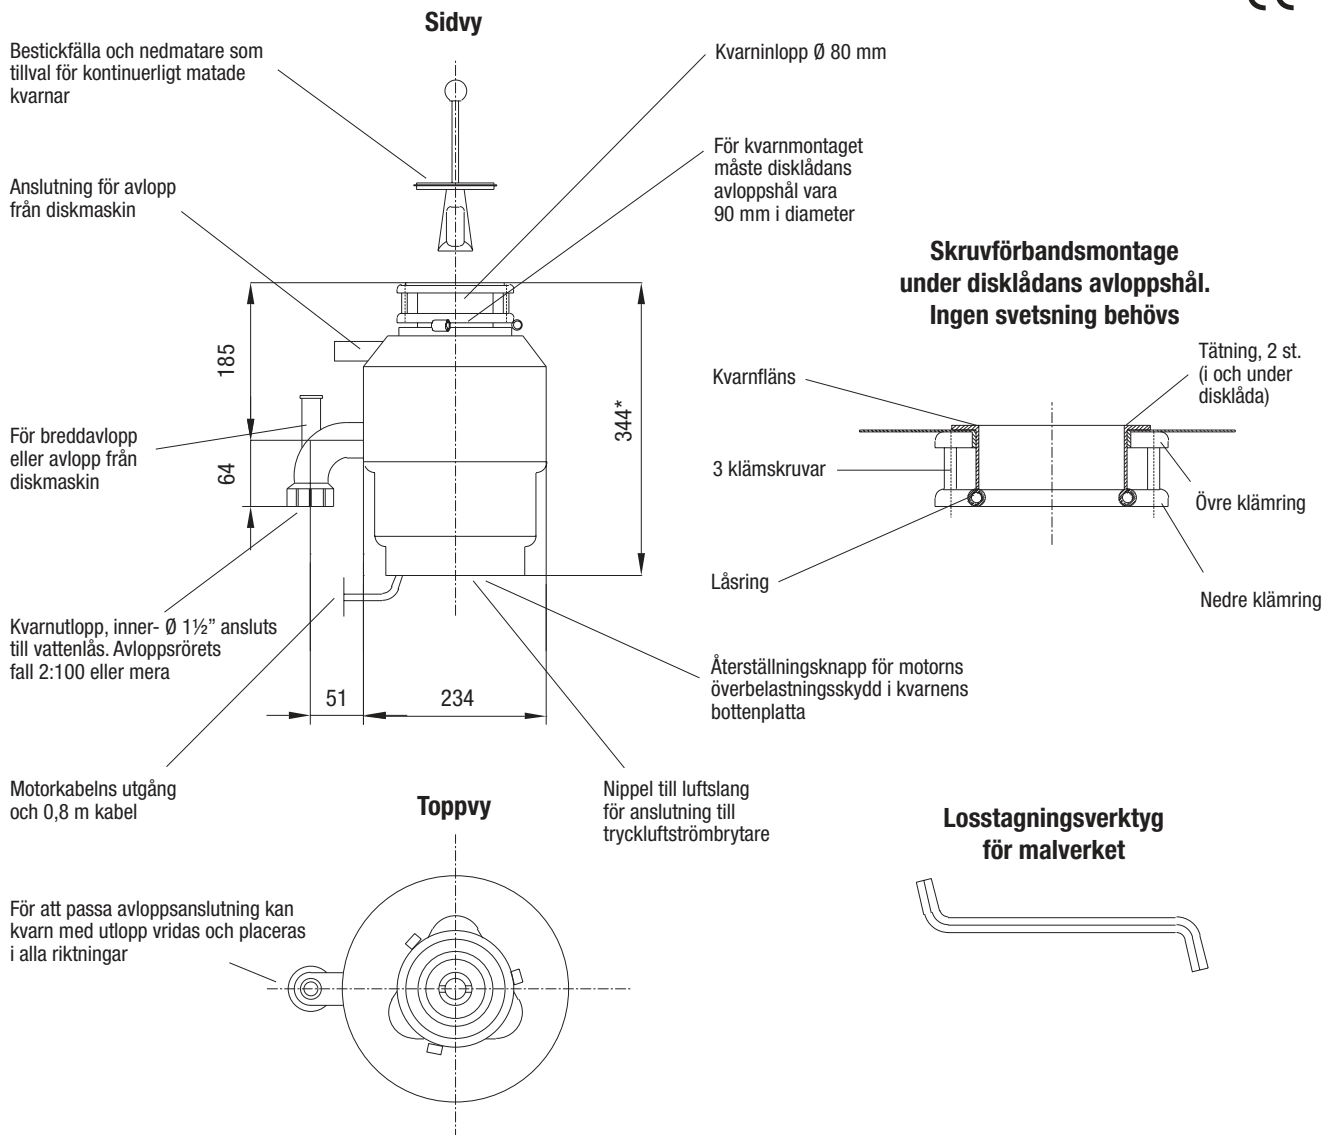 Sidvy
Bestickfälla och nedmatare som
tillval för kontinuerligt matade
kvarnar
Kvarninlopp Ø 80 mm
För kvarnmontaget
måste disklådans
avloppshål vara
90 mm i diameter
Anslutning för avlopp
från diskmaskin
Skruvförbandsmontage
under disklådans avloppshål.
Ingen svetsning behövs
185
344*
64
För breddavlopp
eller avlopp från
diskmaskin
Kvarnfläns
Tätning, 2 st.
(i och under
disklåda)
3 klämskruvar
Övre klämring
Låsring
Nedre klämring
Kvarnutlopp, inner- Ø 1½” ansluts
till vattenlås. Avloppsrörets
fall 2:100 eller mera
51
234
Återställningsknapp för motorns
överbelastningsskydd i kvarnens
bottenplatta
Motorkabelns utgång
och 0,8 m kabel
Nippel till luftslang
för anslutning till
tryckluftströmbrytare
Toppvy
Losstagningsverktyg
för malverket
För att passa avloppsanslutning kan
kvarn med utlopp vridas och placeras
i alla riktningar